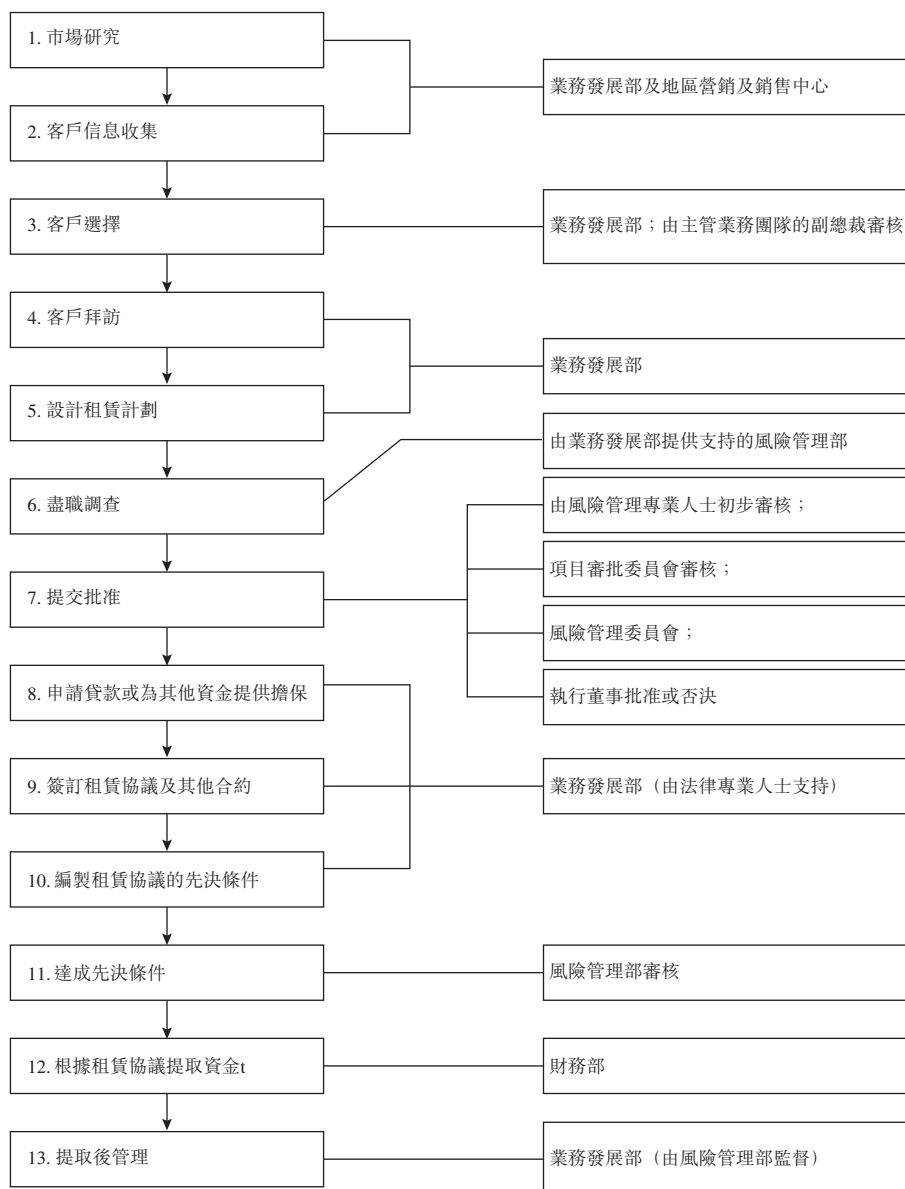 1. 市場研究
業務發展部及地區營銷及銷售中心
2. 客戶信息收集
3. 客戶選擇
業務發展部；由主管業務團隊的副總裁審核
4. 客戶拜訪
業務發展部
5. 設計租賃計劃
由業務發展部提供支持的風險管理部
6. 盡職調查
由風險管理專業人士初步審核；
項目審批委員會審核；
7. 提交批准
風險管理委員會；
8. 申請貸款或為其他資金提供擔保
執行董事批准或否決
9. 簽訂租賃協議及其他合約
業務發展部（由法律專業人士支持）
10. 編製租賃協議的先決條件
11. 達成先決條件
風險管理部審核
12. 根據租賃協議提取資金t
財務部
13. 提取後管理
業務發展部（由風險管理部監督）